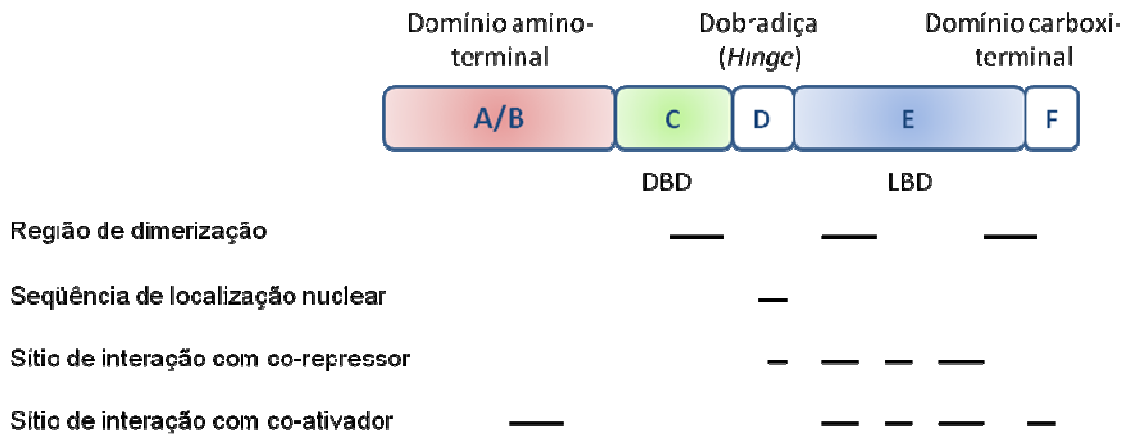 Domínio amino-
terminal
Dobradiça
(Hinge)
Domínio carboxi-
terminal
A/B
C
D
E
F
DBD
LBD
Região de dimerização
Seqüência de localização nuclear
Sítio de interação com co-repressor
Sítio de interação com co-ativador